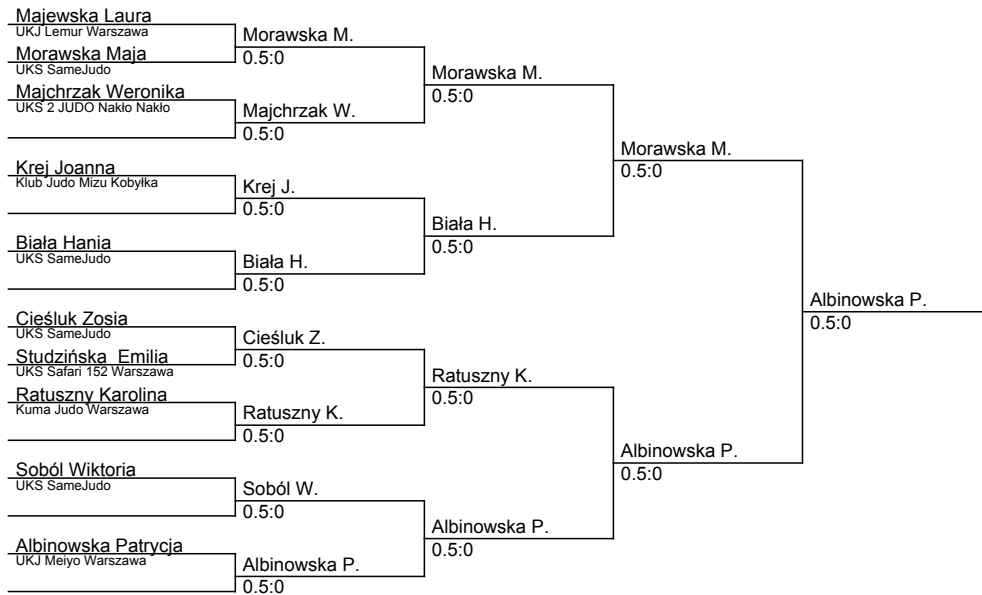 Majewska Laura
UKJ Lemur Warszawa
Morawska Maja
UKS SameJudo
Majchrzak Weronika
UKS 2 JUDO Nakło Nakło
Krej Joanna
Klub Judo Mizu Kobyłka
Biała Hania
UKS SameJudo
Cieśluk Zosia
UKS SameJudo
Studzińska Emilia
UKS Safari 152 Warszawa
Ratuszny Karolina
Kuma Judo Warszawa
Soból Wiktoria
UKS SameJudo
Albinowska Patrycja
UKJ Meiyo Warszawa
Morawska M.
0.5:0
Majchrzak W.
0.5:0
Krej J.
0.5:0
Biała H.
0.5:0
Cieśluk Z.
0.5:0
Ratuszny K.
0.5:0
Soból W.
0.5:0
Albinowska P.
0.5:0
Morawska M.
0.5:0
Biała H.
0.5:0
Ratuszny K.
0.5:0
Albinowska P.
0.5:0
Morawska M.
0.5:0
Albinowska P.
0.5:0
Albinowska P.
0.5:0